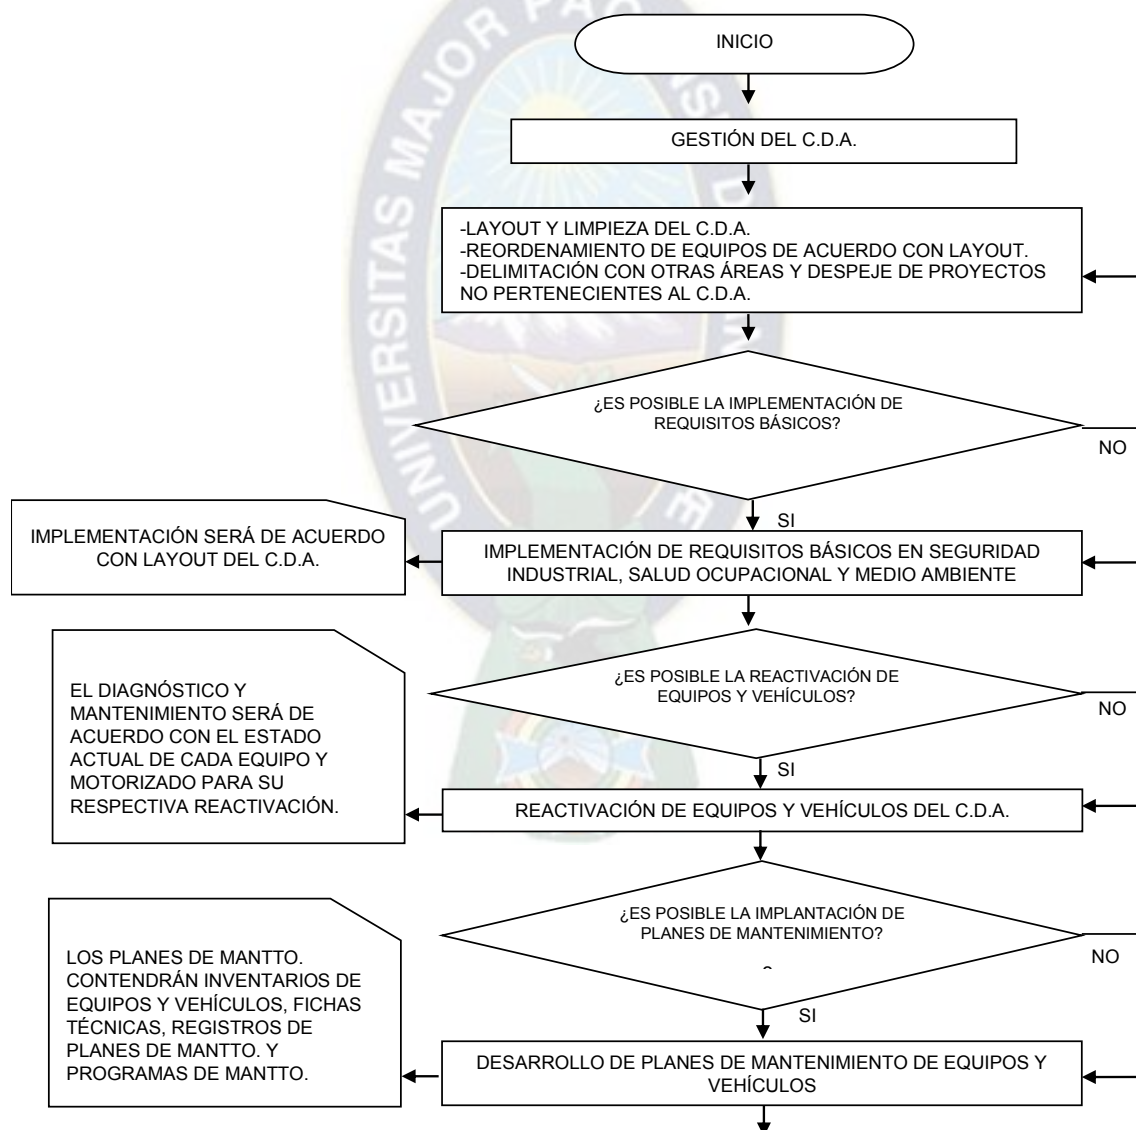 INICIO
GESTIÓN DEL C.D.A.
-LAYOUT Y LIMPIEZA DEL C.D.A.
-REORDENAMIENTO DE EQUIPOS DE ACUERDO CON LAYOUT.
-DELIMITACIÓN CON OTRAS ÁREAS Y DESPEJE DE PROYECTOS
NO PERTENECIENTES AL C.D.A.
¿ES POSIBLE LA IMPLEMENTACIÓN DE
REQUISITOS BÁSICOS?
NO
SI
IMPLEMENTACIÓN SERÁ DE ACUERDO
CON LAYOUT DEL C.D.A.
IMPLEMENTACIÓN DE REQUISITOS BÁSICOS EN SEGURIDAD
INDUSTRIAL, SALUD OCUPACIONAL Y MEDIO AMBIENTE
¿ES POSIBLE LA REACTIVACIÓN DE
EQUIPOS Y VEHÍCULOS?
NO
SI
EL DIAGNÓSTICO Y
MANTENIMIENTO SERÁ DE
ACUERDO CON EL ESTADO
ACTUAL DE CADA EQUIPO Y
MOTORIZADO PARA SU
RESPECTIVA REACTIVACIÓN.
REACTIVACIÓN DE EQUIPOS Y VEHÍCULOS DEL C.D.A.
¿ES POSIBLE LA IMPLANTACIÓN DE
PLANES DE MANTENIMIENTO?
NO
SI
LOS PLANES DE MANTTO.
CONTENDRÁN INVENTARIOS DE
EQUIPOS Y VEHÍCULOS, FICHAS
TÉCNICAS, REGISTROS DE
PLANES DE MANTTO. Y
PROGRAMAS DE MANTTO.
DESARROLLO DE PLANES DE MANTENIMIENTO DE EQUIPOS Y
VEHÍCULOS
UNIVERSITAS MAJOR